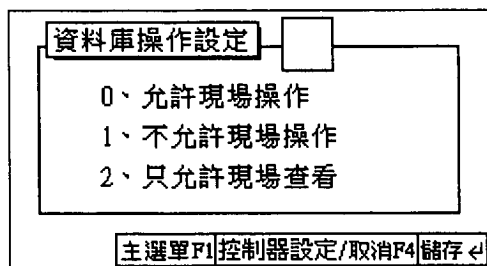 資料庫操作設定
0、允許現場操作
1、不允許現場操作
2、只允許現場查看
主選單F1 控制器設定/取消F4 儲存↵